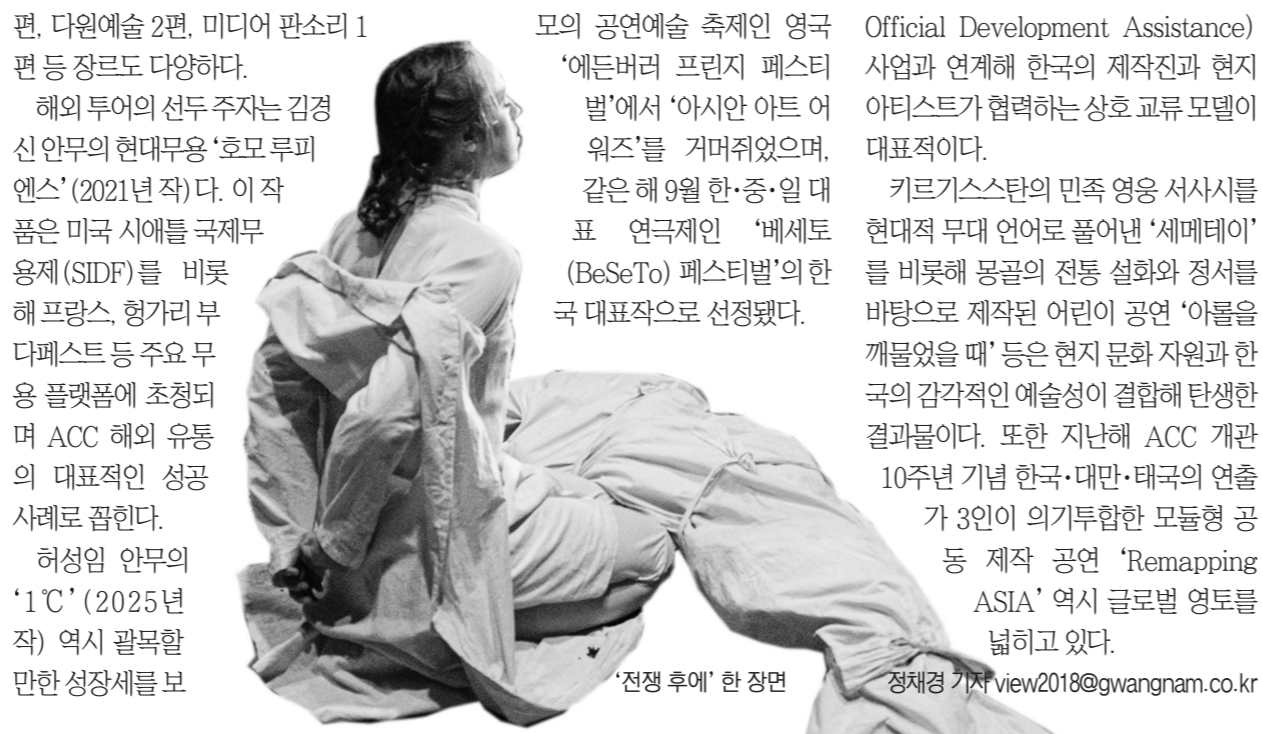 편, 다원예술 2편, 미디어 판소리 1
편 등 장르도 다양하다.
해외 투어의 선두 주자는 김경
신 안무의 현대무용 ‘호모 루피
엔스’(2021년 작)다. 이 작
품은 미국 시애틀 국제무
용제(SIDF)를 비롯
해 프랑스, 헝가리 부
다페스트 등 주요 무
용 플랫폼에 초청되
며 ACC 해외 유통
의 대표적인 성공
사례로 꼽힌다.
허성임 안무의
‘1℃’(2025년
작) 역시 괄목할
만한 성장세를 보
모의 공연예술 축제인 영국
‘에든버러 프린지 페스티
벌’에서 ‘아시안 아트 어
워즈’를 거머쥐었으며,
같은 해 9월 한·중·일 대
표 연극제인 ‘베세토
(BeSeTo) 페스티벌’의 한
국 대표작으로 선정됐다.
‘전쟁 후에’ 한 장면
Official Development Assistance)
사업과 연계해 한국의 제작진과 현지
아티스트가 협력하는 상호 교류 모델이
대표적이다.
키르기스스탄의 민족 영웅 서사시를
현대적 무대 언어로 풀어낸 ‘세메테이’
를 비롯해 몽골의 전통 설화와 정서를
바탕으로 제작된 어린이 공연 ‘아롤을
깨물었을 때’ 등은 현지 문화 자원과 한
국의 감각적인 예술성이 결합해 탄생한
결과물이다. 또한 지난해 ACC 개관
10주년 기념 한국·대만·태국의 연출
가 3인이 의기투합한 모듈형 공
동 제작 공연 ‘Remapping
ASIA’ 역시 글로벌 영토를
넓히고 있다.
정채경 기자 view2018@gwangnam.co.kr